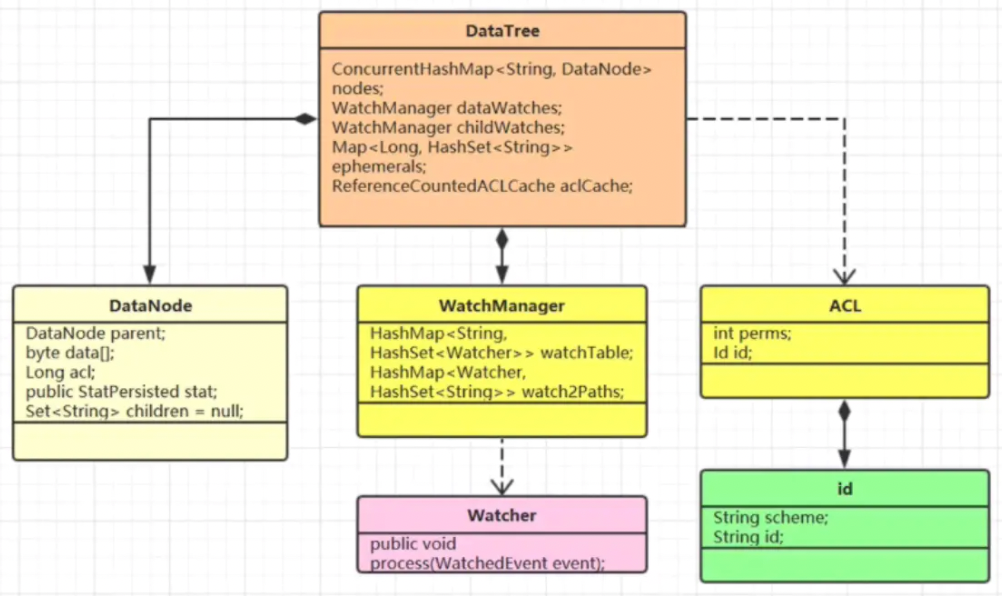 DataTree
ConcurrentHashMap<String, DataNode>
nodes;
WatchManager dataWatches;
WatchManager childWatches;
Map<Long, HashSet<String>>
ephemerals;
ReferenceCountedACLCache aclCache;
DataNode
DataNode parent;
byte data[];
Long acl;
public StatPersisted stat;
Set<String> children = null;
WatchManager
HashMap<String,
HashSet<Watcher>> watchTable;
HashMap<Watcher,
HashSet<String>> watch2Paths;
ACL
int perms;
Id id;
Watcher
public void
process(WatchedEvent event);
id
String scheme;
String id;